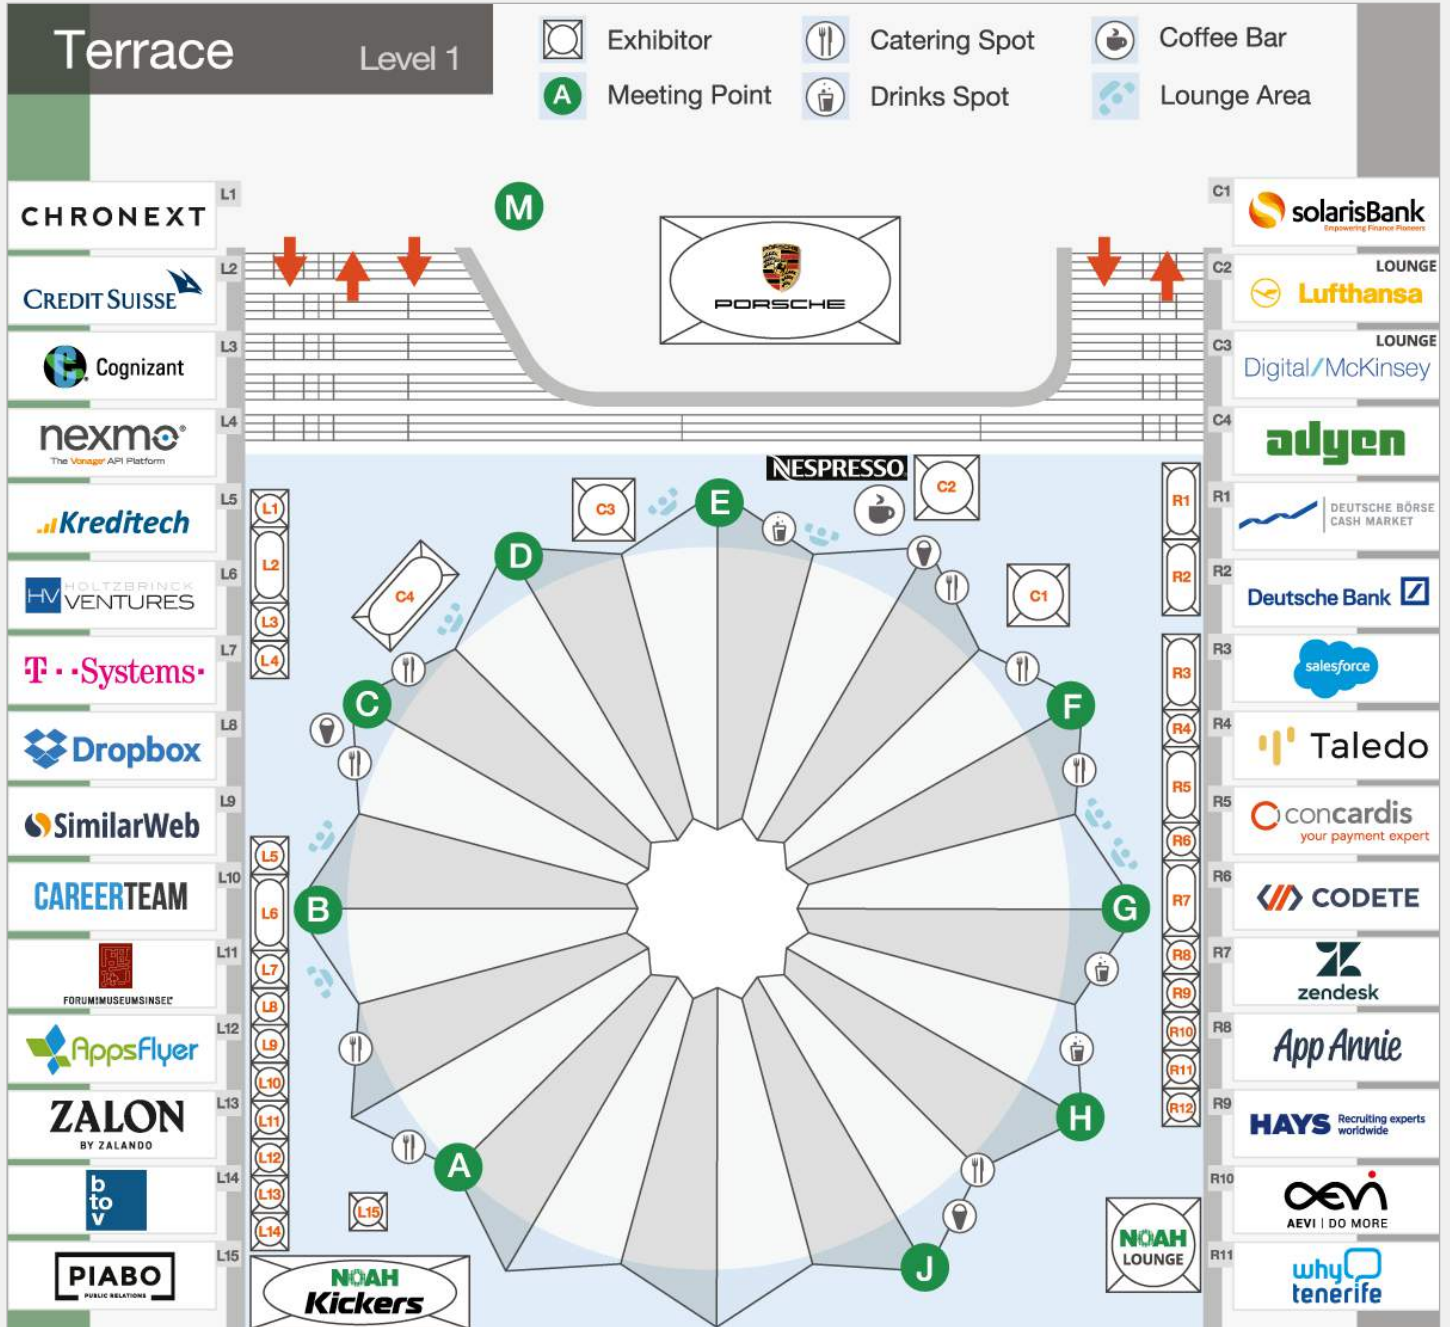 Terrace Level 1
Exhibitor
Catering Spot
Coffee Bar
A Meeting Point
Drinks Spot
Lounge Area
L1
CHRONEXT
L2
CREDIT SUISSE
L3
Cognizant
L4
nexmo®
The Vonage® API Platform
L5
Kreditech
L6
HV HOLTZBRINCK
VENTURES
L7
T··Systems·
L8
Dropbox
L9
SimilarWeb
L10
CAREERTEAM
L11
FORUM!MUSEUMSINSEL®
L12
AppsFlyer
L13
ZALON
BY ZALANDO
L14
b
to
v
L15
PIABO
PUBLIC RELATIONS
M
PORSCHE
PORSCHE
NESPRESSO.
C3
E
C2
D
C4
C1
C
F
B
G
A
H
J
L1
L2
L3
L4
L5
L6
L7
L8
L9
L10
L11
L12
L13
L14
L15
NOAH
Kickers
R1
R2
R3
R4
R5
R6
R7
R8
R9
R10
R11
R12
NOAH
LOUNGE
C1
solarisBank
Empowering Finance Pioneers
C2
LOUNGE
Lufthansa
C3
LOUNGE
Digital/McKinsey
C4
adyen
R1
DEUTSCHE BÖRSE
CASH MARKET
R2
Deutsche Bank
R3
salesforce
R4
Taledo
R5
concardis
your payment expert
R6
CODETE
R7
zendesk
R8
App Annie
R9
HAYS Recruiting experts
worldwide
R10
AEVI
AEVI | DO MORE
R11
why
tenerife